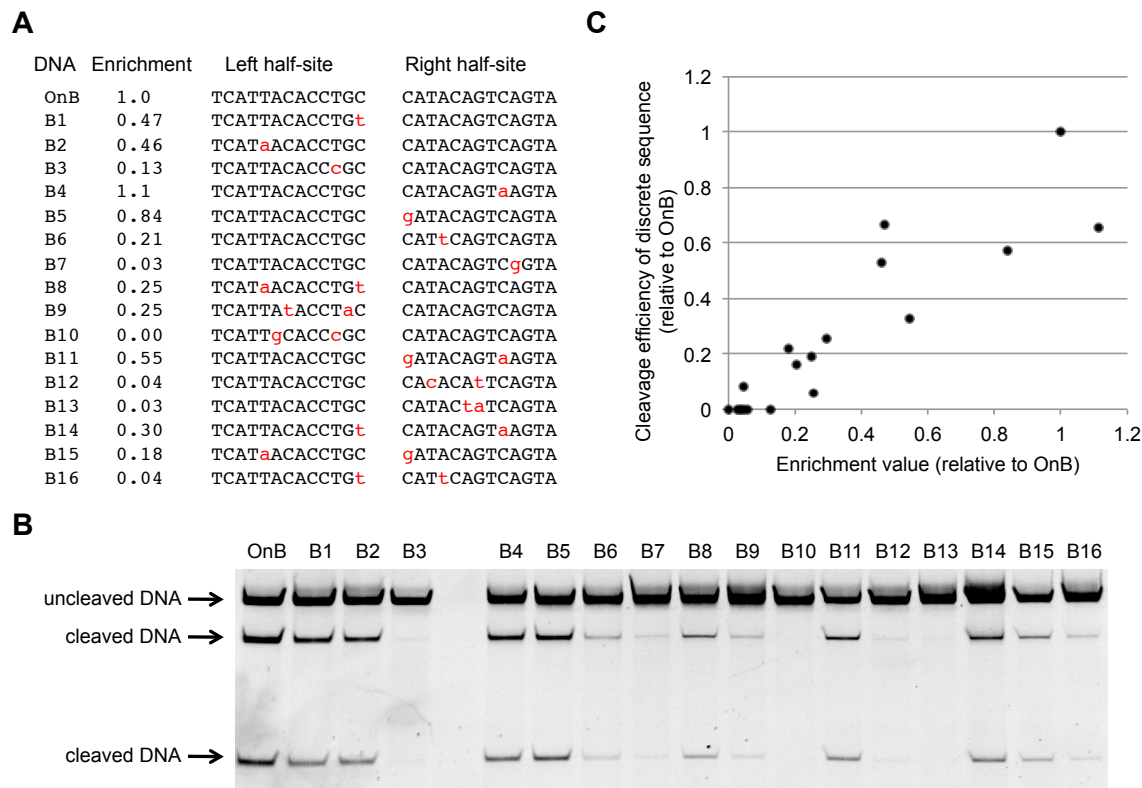 A
DNA Enrichment Left half-site Right half-site
OnB 1.0 TCATTACACCTGC CATACAGTCAGTA
B1 0.47 TCATTACACCTGt CATACAGTCAGTA
B2 0.46 TCATaACACCTGC CATACAGTCAGTA
B3 0.13 TCATTACACCcGC CATACAGTCAGTA
B4 1.1 TCATTACACCTGC CATACAGTaAGTA
B5 0.84 TCATTACACCTGC gATACAGTCAGTA
B6 0.21 TCATTACACCTGC CATtCAGTCAGTA
B7 0.03 TCATTACACCTGC CATACAGTCgGTA
B8 0.25 TCATaACACCTGt CATACAGTCAGTA
B9 0.25 TCATTAtACCTaC CATACAGTCAGTA
B10 0.00 TCATTgCACCcGC CATACAGTCAGTA
B11 0.55 TCATTACACCTGC gATACAGTaAGTA
B12 0.04 TCATTACACCTGC CAcACAtTCAGTA
B13 0.03 TCATTACACCTGC CATACtaTCAGTA
B14 0.30 TCATTACACCTGt CATACAGTaAGTA
B15 0.18 TCATaACACCTGC gATACAGTCAGTA
B16 0.04 TCATTACACCTGt CATtCAGTCAGTA
C
Cleavage efficiency of discrete sequence
(relative to OnB)
1.2
1
0.8
0.6
0.4
0.2
0
0 0.2 0.4 0.6 0.8 1 1.2
Enrichment value (relative to OnB)
B
OnB B1 B2 B3 B4 B5 B6 B7 B8 B9 B10 B11 B12 B13 B14 B15 B16
uncleaved DNA
cleaved DNA
cleaved DNA